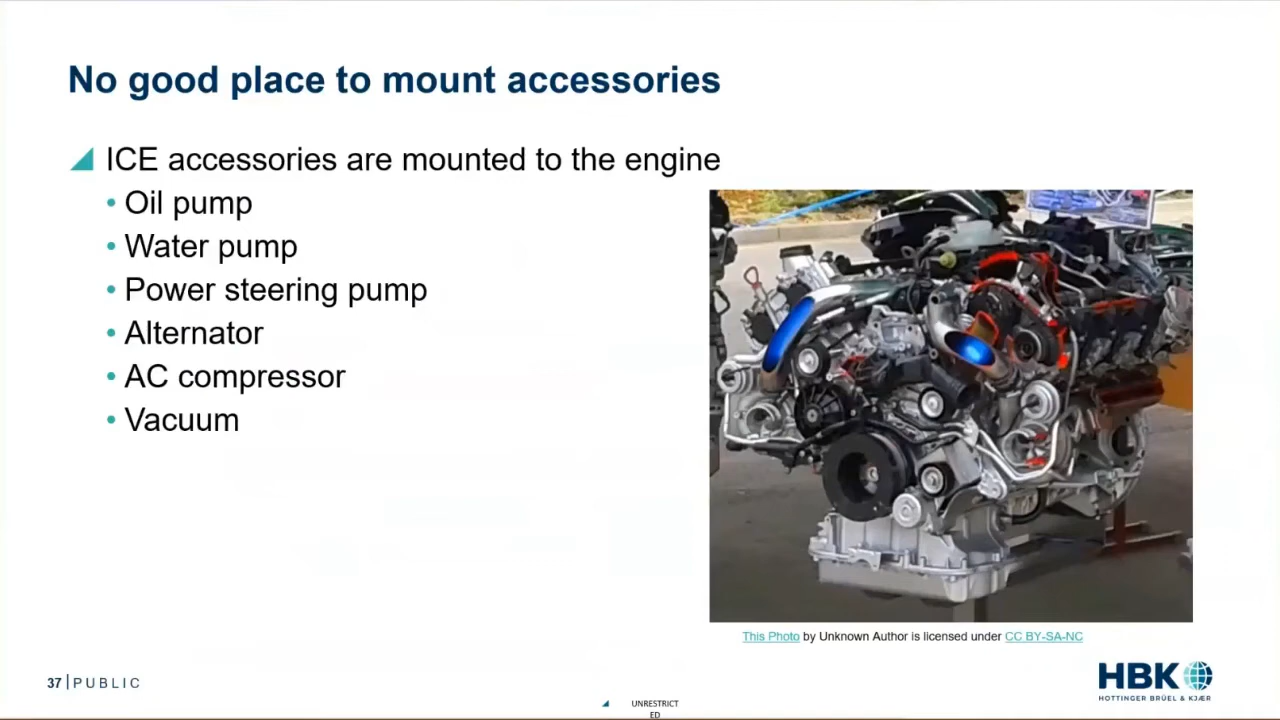 No good place to mount accessories
ICE accessories are mounted to the engine
• Oil pump
• Water pump
• Power steering pump
• Alternator
• AC compressor
• Vacuum
This Photo by Unknown Author is licensed under CC BY-SA-NC
37 | PUBLIC
HBK
HOTTINGER BRÜEL & KJÆR
UNRESTRICT
ED